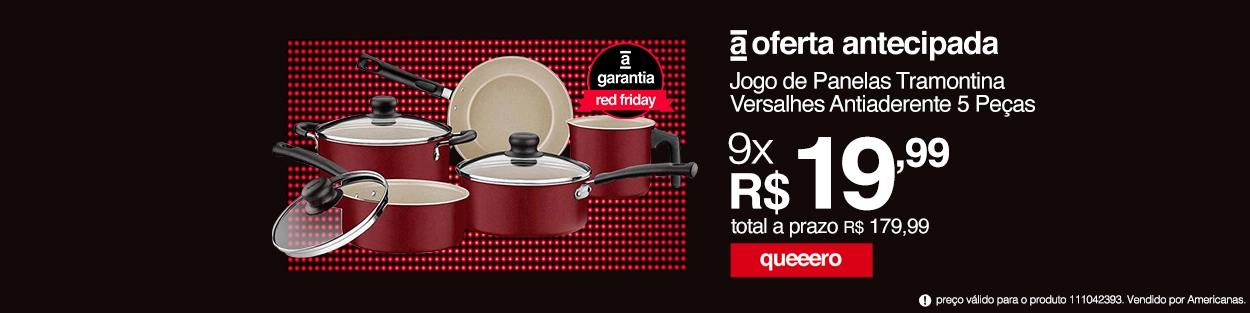 a garantia
red friday
a oferta antecipada
Jogo de Panelas Tramontina
Versalhes Antiaderente 5 Peças
9x
R$ 19,99
total a prazo R$ 179,99
queeero
! preço válido para o produto 111042393. Vendido por Americanas.